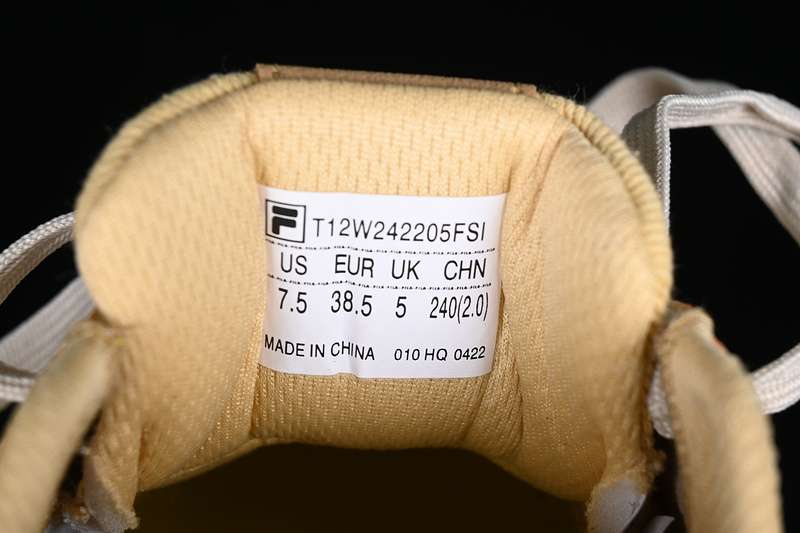 T12W242205FSI
US EUR UK CHN
7.5 38.5 5 240(2.0)
MADE IN CHINA 010 HQ 0422